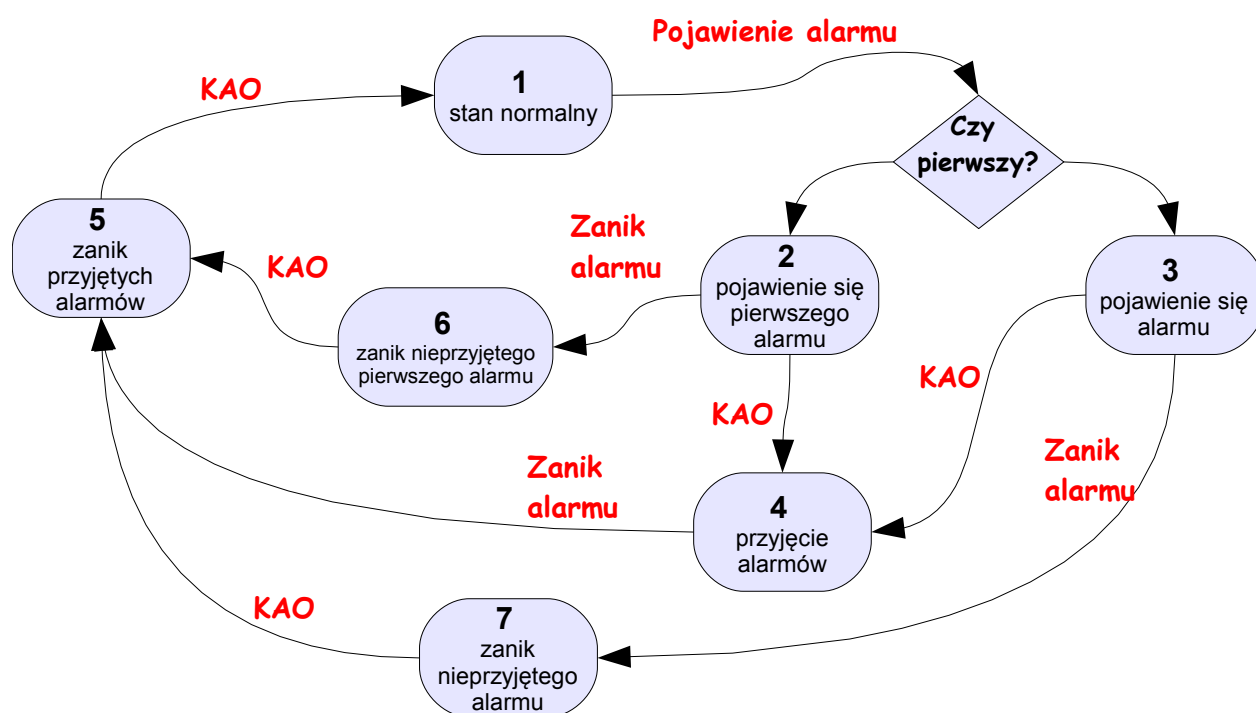 Pojawienie alarmu
1
stan normalny
KAO
Czy
pierwszy?
5
zanik
przyjętych
alarmów
KAO
Zanik
alarmu
2
pojawienie się
pierwszego
alarmu
3
pojawienie się
alarmu
6
zanik nieprzyjętego
pierwszego alarmu
KAO
KAO
Zanik
alarmu
Zanik
alarmu
4
przyjęcie
alarmów
KAO
7
zanik
nieprzyjętego
alarmu